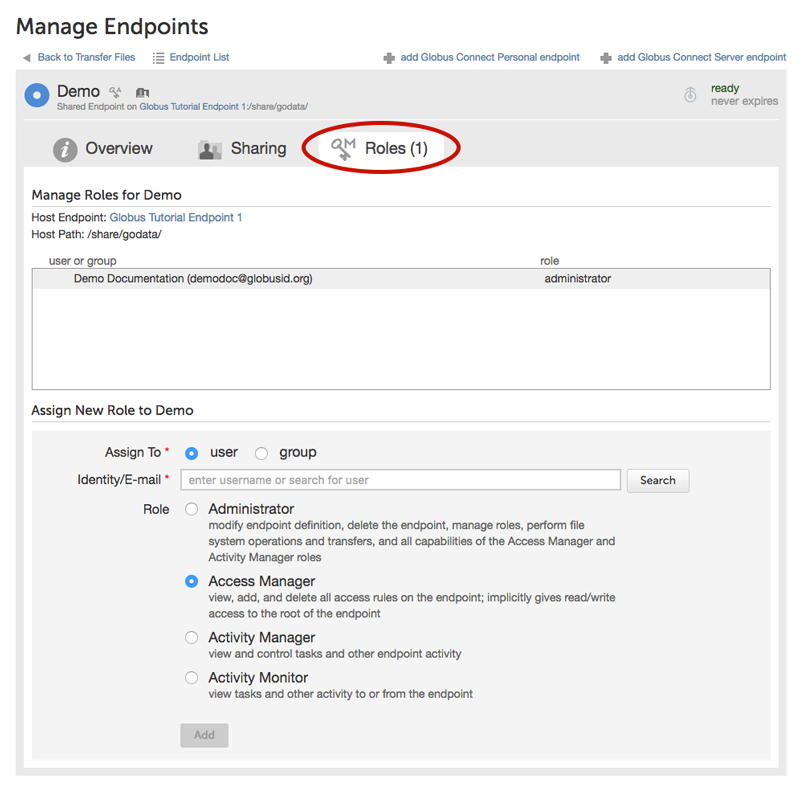 Manage Endpoints
Back to Transfer Files Endpoint List add Globus Connect Personal endpoint add Globus Connect Server endpoint
Demo
Shared Endpoint on Globus Tutorial Endpoint 1:/share/godata/
ready
never expires
Overview Sharing Roles (1)
Manage Roles for Demo
Host Endpoint: Globus Tutorial Endpoint 1
Host Path: /share/godata/
user or group role
Demo Documentation (demodoc@globusid.org) administrator
Assign New Role to Demo
Assign To * user group
Identity/E-mail * enter username or search for user Search
Role Administrator
modify endpoint definition, delete the endpoint, manage roles, perform file
system operations and transfers, and all capabilities of the Access Manager and
Activity Manager roles
Access Manager
view, add, and delete all access rules on the endpoint; implicitly gives read/write
access to the root of the endpoint
Activity Manager
view and control tasks and other endpoint activity
Activity Monitor
view tasks and other activity to or from the endpoint
Add